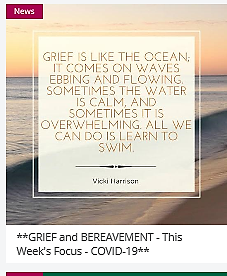 News
GRIEF IS LIKE THE OCEAN;
IT COMES ON WAVES
EBBING AND FLOWING.
SOMETIMES THE WATER
IS CALM, AND
SOMETIMES IT IS
OVERWHELMING. ALL WE
CAN DO IS LEARN TO
SWIM.
Vicki Harrison
**GRIEF and BEREAVEMENT - This
Week's Focus - COVID-19**